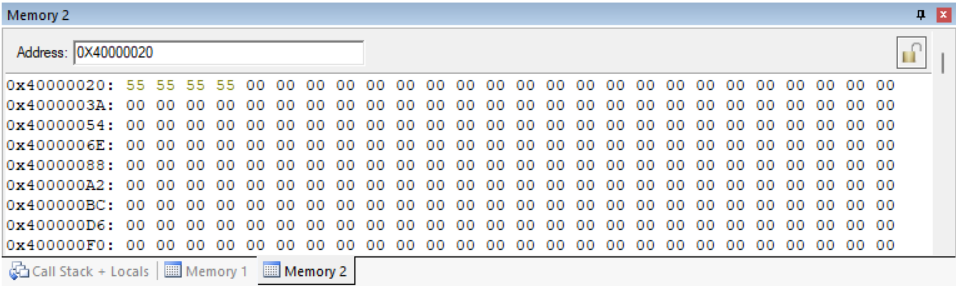 Memory 2
Address: 0X40000020
0x40000020: 55 55 55 55 00 00 00 00 00 00 00 00 00 00 00 00 00 00 00 00 00 00 00 00 00 00
0x4000003A: 00 00 00 00 00 00 00 00 00 00 00 00 00 00 00 00 00 00 00 00 00 00 00 00 00 00
0x40000054: 00 00 00 00 00 00 00 00 00 00 00 00 00 00 00 00 00 00 00 00 00 00 00 00 00 00
0x4000006E: 00 00 00 00 00 00 00 00 00 00 00 00 00 00 00 00 00 00 00 00 00 00 00 00 00 00
0x40000088: 00 00 00 00 00 00 00 00 00 00 00 00 00 00 00 00 00 00 00 00 00 00 00 00 00 00
0x400000A2: 00 00 00 00 00 00 00 00 00 00 00 00 00 00 00 00 00 00 00 00 00 00 00 00 00 00
0x400000BC: 00 00 00 00 00 00 00 00 00 00 00 00 00 00 00 00 00 00 00 00 00 00 00 00 00 00
0x400000D6: 00 00 00 00 00 00 00 00 00 00 00 00 00 00 00 00 00 00 00 00 00 00 00 00 00 00
0x400000F0: 00 00 00 00 00 00 00 00 00 00 00 00 00 00 00 00 00 00 00 00 00 00 00 00 00 00
Call Stack + Locals Memory 1 Memory 2